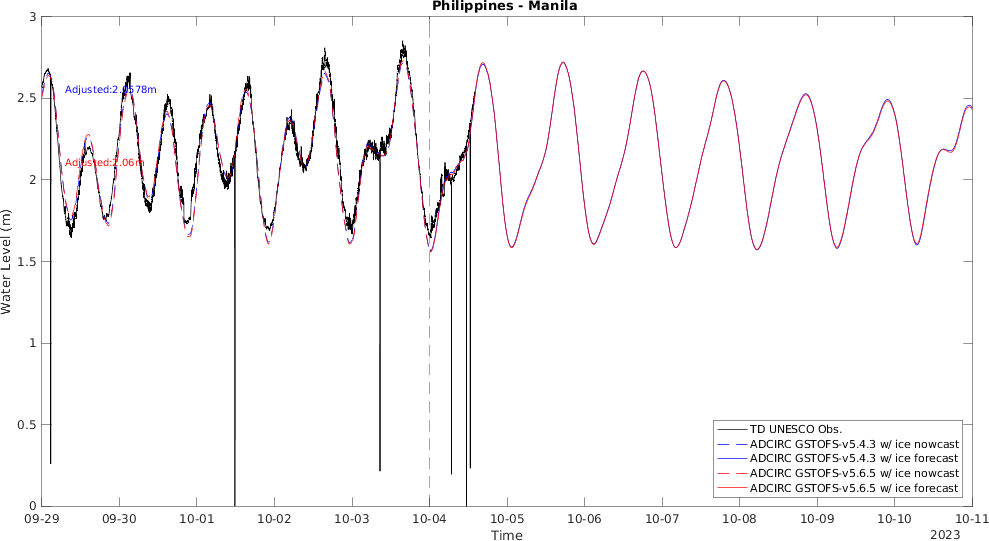 Philippines - Manila
3
2.5
2
1.5
1
0.5
0
Water Level (m)
Adjusted:2.0578m
Adjusted:2.06m
TD UNESCO Obs.
ADCIRC GSTOFS-v5.4.3 w/ ice nowcast
ADCIRC GSTOFS-v5.4.3 w/ ice forecast
ADCIRC GSTOFS-v5.6.5 w/ ice nowcast
ADCIRC GSTOFS-v5.6.5 w/ ice forecast
09-29 09-30 10-01 10-02 10-03 10-04 10-05 10-06 10-07 10-08 10-09 10-10 10-11
Time
2023